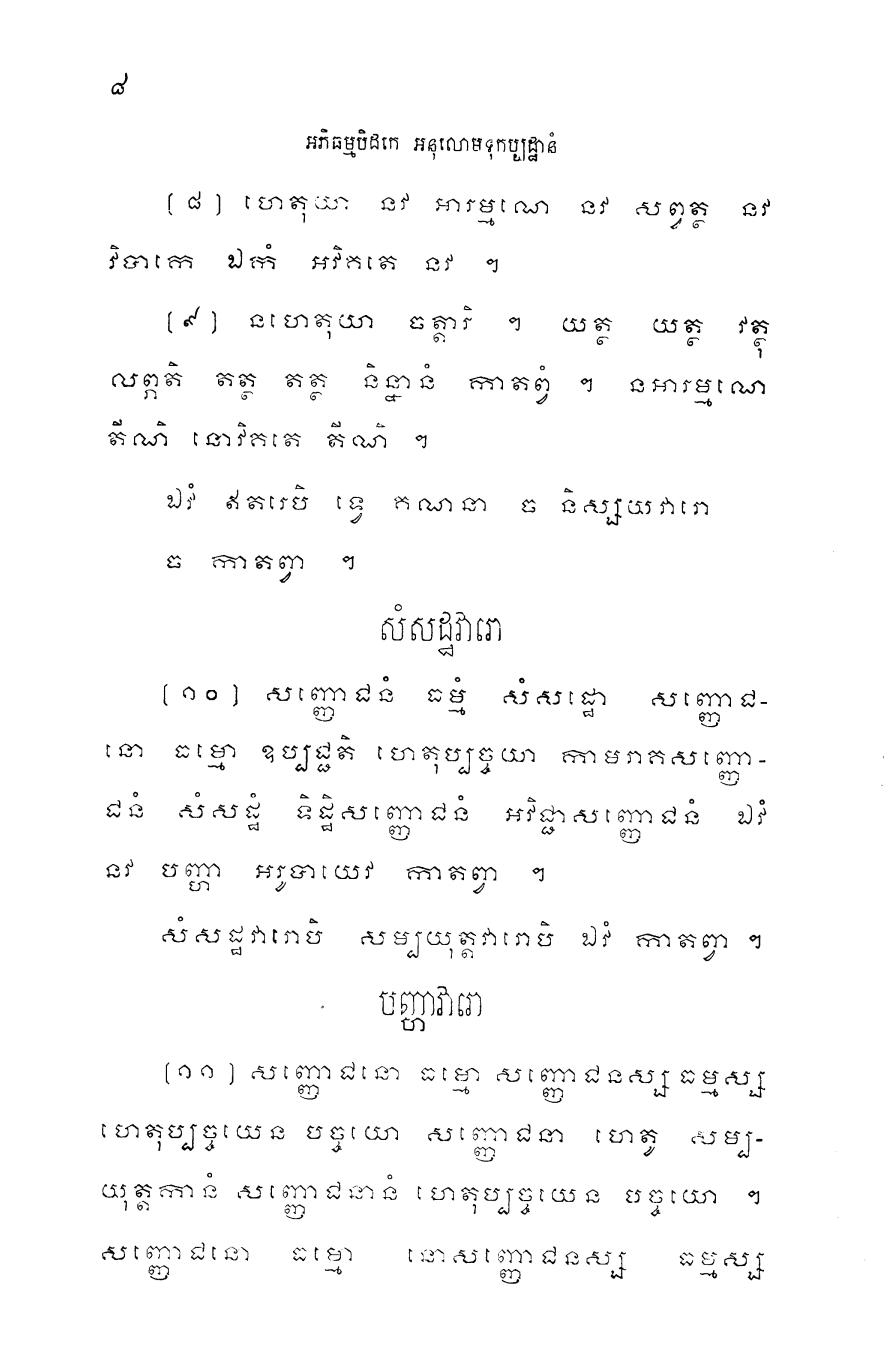 ៨
អភិធម្មបិដកេ អនុលោមទុកប្បដ្ឋានំ
[៨] ហេតុយា នវ អារម្មណេ នវ សព្វត្ថ នវ
វិបាកេ ឯកំ អវិគតេ នវ ។
[៩] នហេតុយា ចត្តារិ ។ យត្ថ យត្ថ វត្ថុ
លព្ភតិ តត្ថ តត្ថ និន្នានំ កាតព្វំ ។ នអារម្មណេ
តីណិ នោវិគតេ តីណិ ។
ឯវំ ឥតរេបិ ទ្វេ គណនា ច និស្សយវារោ
ច កាតព្វា ។
សំសដ្ឋវារោ
[១០] សញ្ញោជនំ ធម្មំ សំសដ្ឋោ សញ្ញោជ-
នោ ធម្មោ ឧប្បជ្ជតិ ហេតុប្បច្ចយា កាមរាគសញ្ញោ-
ជនំ សំសដ្ឋំ ទិដ្ឋិសញ្ញោជនំ អវិជ្ជាសញ្ញោជនំ ឯវំ
នវ បញ្ហា អរូបាយេវ កាតព្វា ។
សំសដ្ឋវារោបិ សម្បយុត្តវារោបិ ឯវំ កាតព្វា ។
បញ្ហាវារោ
[១១] សញ្ញោជនោ ធម្មោ សញ្ញោជនស្ស ធម្មស្ស
ហេតុប្បច្ចយេន បច្ចយោ សញ្ញោជនា ហេតូ សម្ប-
យុត្តកានំ សញ្ញោជនានំ ហេតុប្បច្ចយេន បច្ចយោ ។
សញ្ញោជនោ ធម្មោ នោសញ្ញោជនស្ស ធម្មស្ស